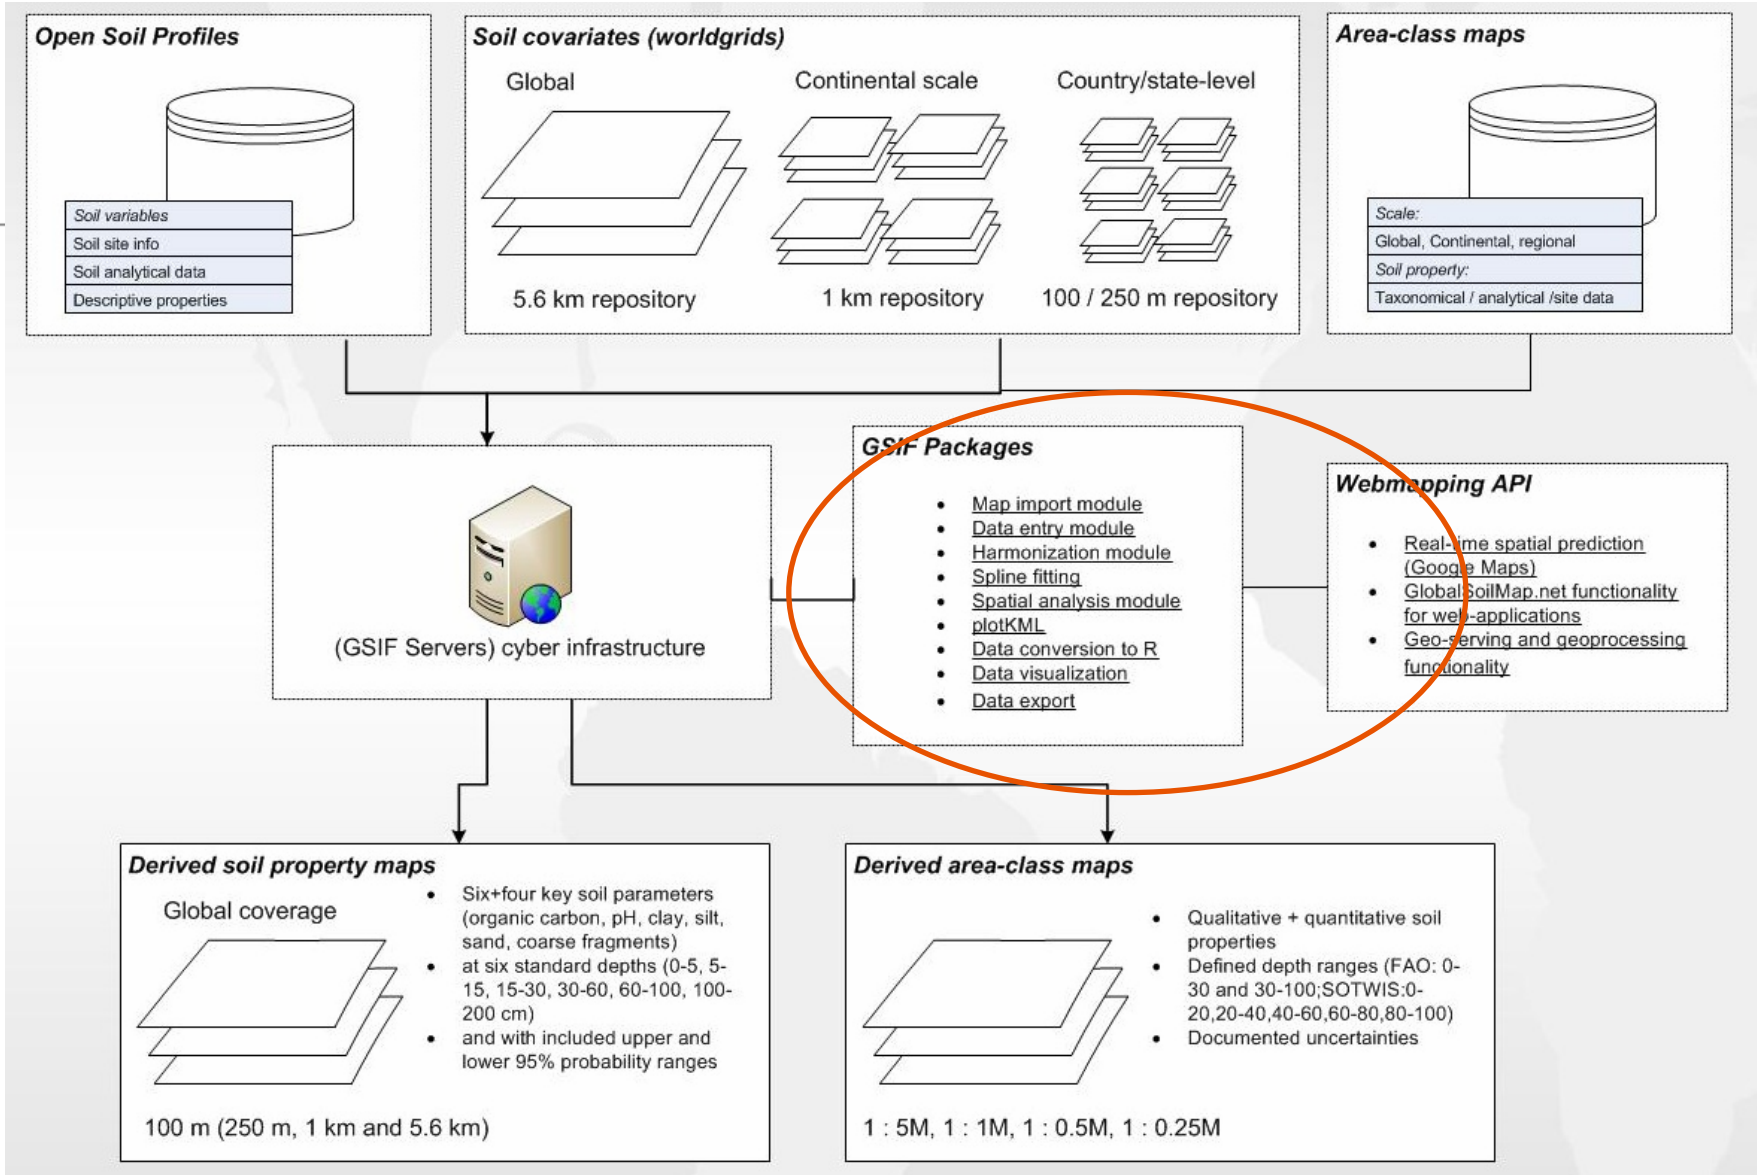 Open Soil Profiles
Soil variables
Soil site info
Soil analytical data
Descriptive properties
Soil covariates (worldgrids)
Global
Continental scale
Country/state-level
5.6 km repository
1 km repository
100 / 250 m repository
Area-class maps
Scale:
Global, Continental, regional
Soil property:
Taxonomical / analytical /site data
(GSIF Servers) cyber infrastructure
GSIF Packages
• Map import module
• Data entry module
• Harmonization module
• Spline fitting
• Spatial analysis module
• plotKML
• Data conversion to R
• Data visualization
• Data export
Webmapping API
• Real-time spatial prediction
(Google Maps)
• GlobalSoilMap.net functionality
for web-applications
• Geo-serving and geoprocessing
functionality
Derived soil property maps
Global coverage
• Six+four key soil parameters
(organic carbon, pH, clay, silt,
sand, coarse fragments)
• at six standard depths (0-5, 5-
15, 15-30, 30-60, 60-100, 100-
200 cm)
• and with included upper and
lower 95% probability ranges
100 m (250 m, 1 km and 5.6 km)
Derived area-class maps
• Qualitative + quantitative soil
properties
• Defined depth ranges (FAO: 0-
30 and 30-100;SOTWIS:0-
20,20-40,40-60,60-80,80-100)
• Documented uncertainties
1 : 5M, 1 : 1M, 1 : 0.5M, 1 : 0.25M